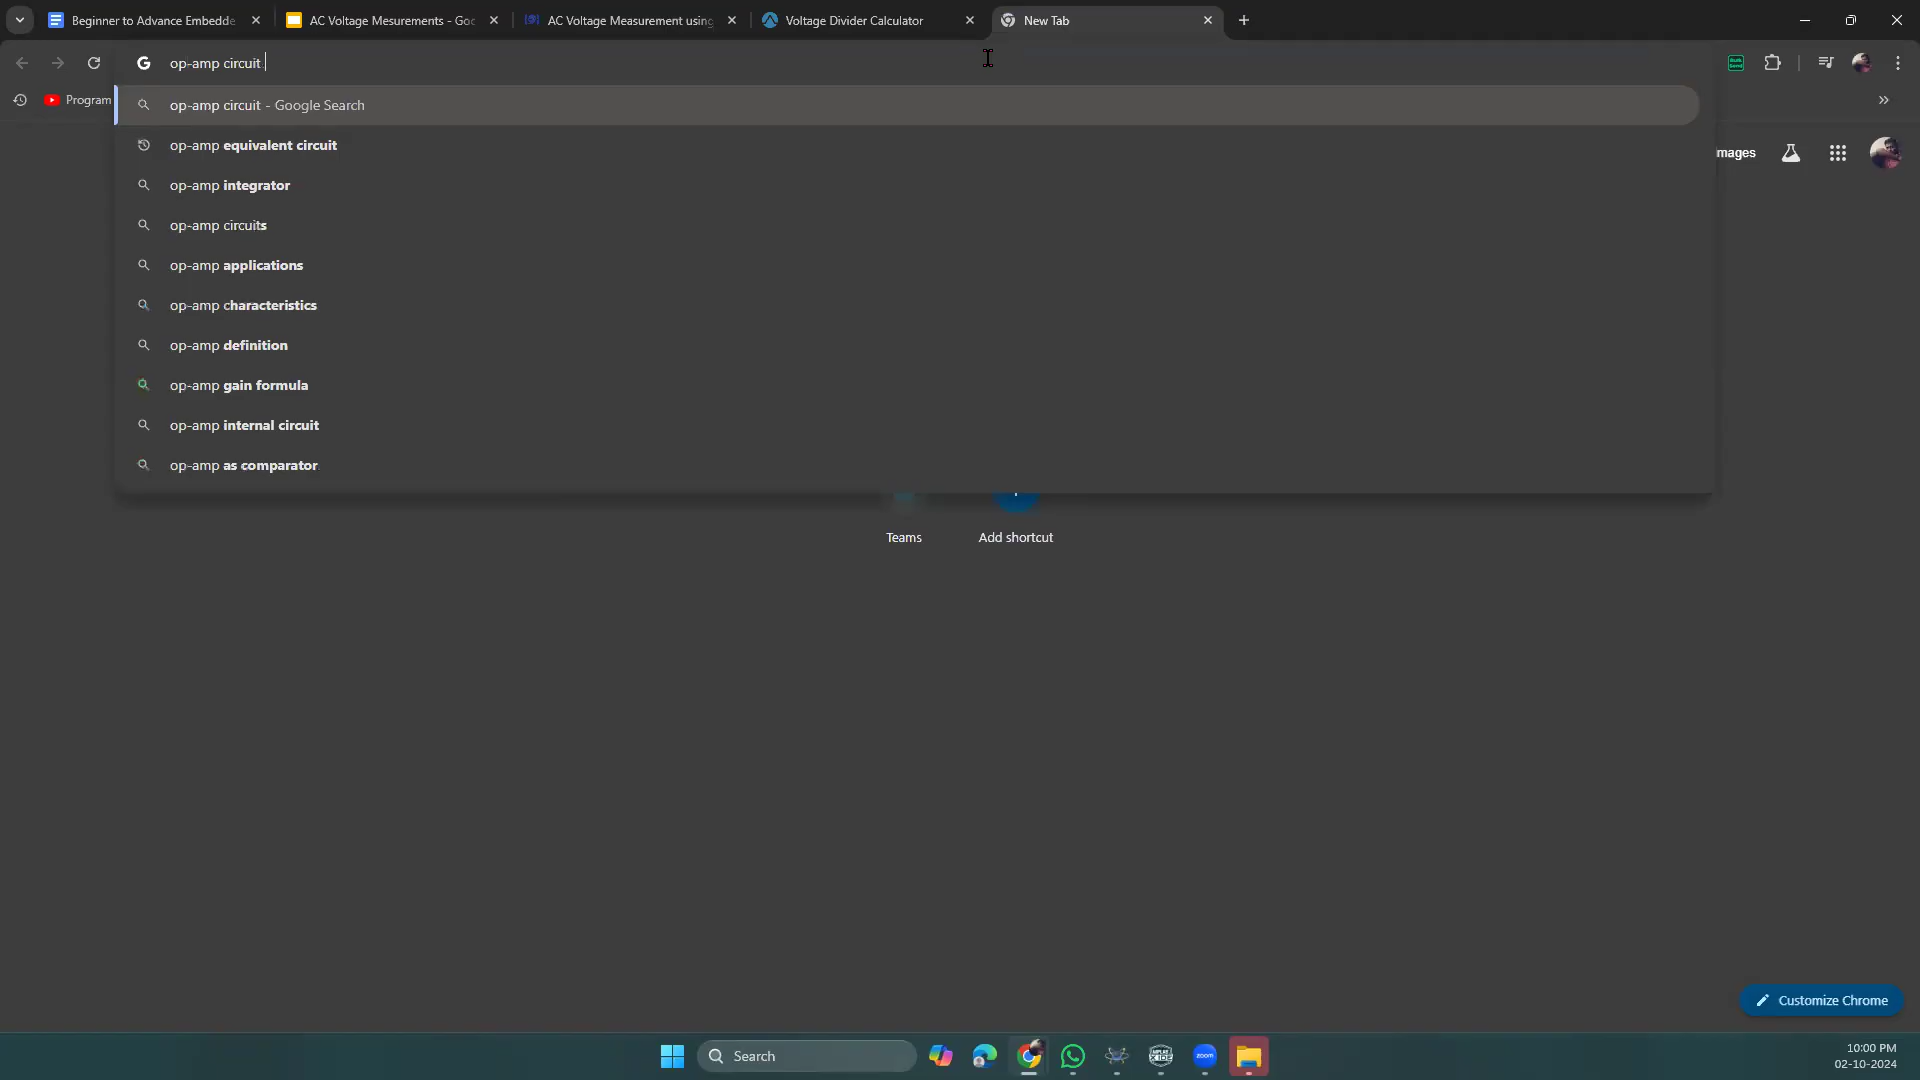 Beginner to Advance Embedde
AC Voltage Mesurements - Goo
AC Voltage Measurement using
Voltage Divider Calculator
New Tab
op-amp circuit
Program
op-amp circuit - Google Search
op-amp equivalent circuit
mages
op-amp integrator
op-amp circuits
op-amp applications
op-amp characteristics
op-amp definition
op-amp gain formula
op-amp internal circuit
op-amp as comparator
Teams
Add shortcut
Customize Chrome
Search
zoom
10:00 PM
02-10-2024